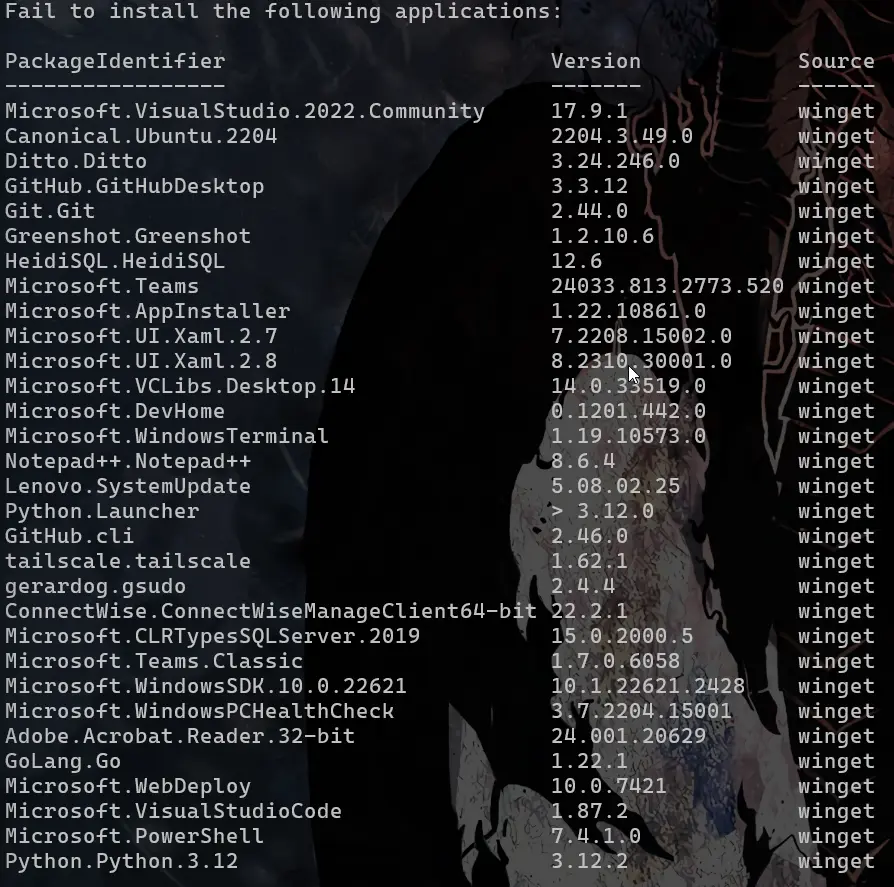 Fail to install the following applications:
PackageIdentifier Version Source
----------------- ------- ------
Microsoft.VisualStudio.2022.Community 17.9.1 winget
Canonical.Ubuntu.2204 2204.3.49.0 winget
Ditto.Ditto 3.24.246.0 winget
GitHub.GitHubDesktop 3.3.12 winget
Git.Git 2.44.0 winget
Greenshot.Greenshot 1.2.10.6 winget
HeidiSQL.HeidiSQL 12.6 winget
Microsoft.Teams 24033.813.2773.520 winget
Microsoft.AppInstaller 1.22.10861.0 winget
Microsoft.UI.Xaml.2.7 7.2208.15002.0 winget
Microsoft.UI.Xaml.2.8 8.2310.30001.0 winget
Microsoft.VCLibs.Desktop.14 14.0.33519.0 winget
Microsoft.DevHome 0.1201.442.0 winget
Microsoft.WindowsTerminal 1.19.10573.0 winget
Notepad++.Notepad++ 8.6.4 winget
Lenovo.SystemUpdate 5.08.02.25 winget
Python.Launcher > 3.12.0 winget
GitHub.cli 2.46.0 winget
tailscale.tailscale 1.62.1 winget
gerardog.gsudo 2.4.4 winget
ConnectWise.ConnectWiseManageClient64-bit 22.2.1 winget
Microsoft.CLRTypesSQLServer.2019 15.0.2000.5 winget
Microsoft.Teams.Classic 1.7.0.6058 winget
Microsoft.WindowsSDK.10.0.22621 10.1.22621.2428 winget
Microsoft.WindowsPCHealthCheck 3.7.2204.15001 winget
Adobe.Acrobat.Reader.32-bit 24.001.20629 winget
GoLang.Go 1.22.1 winget
Microsoft.WebDeploy 10.0.7421 winget
Microsoft.VisualStudioCode 1.87.2 winget
Microsoft.PowerShell 7.4.1.0 winget
Python.Python.3.12 3.12.2 winget